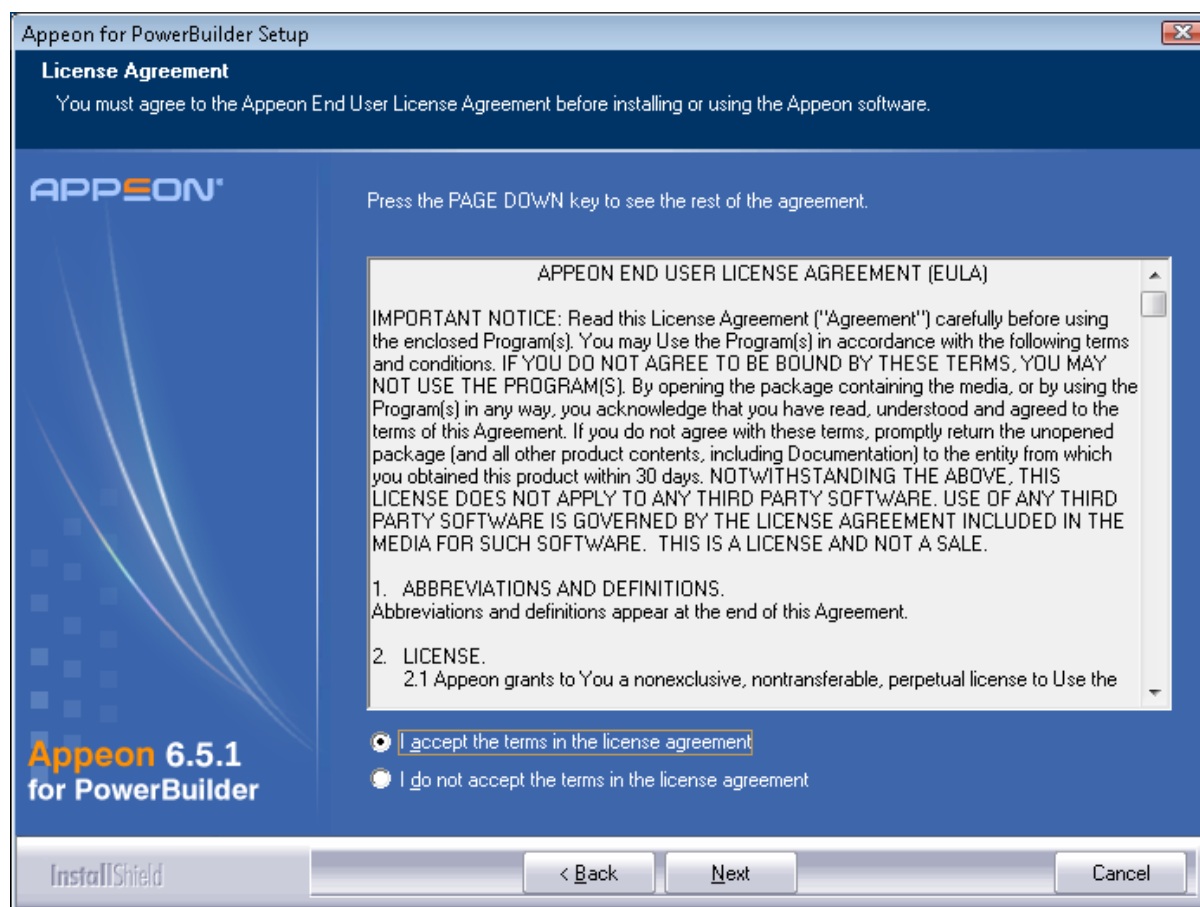 Appeon for PowerBuilder Setup
License Agreement
You must agree to the Appeon End User License Agreement before installing or using the Appeon software.
APPEON
Press the PAGE DOWN key to see the rest of the agreement.
APPEON END USER LICENSE AGREEMENT (EULA)
IMPORTANT NOTICE: Read this License Agreement ("Agreement") carefully before using
the enclosed Program(s). You may Use the Program(s) in accordance with the following terms
and conditions. IF YOU DO NOT AGREE TO BE BOUND BY THESE TERMS, YOU MAY
NOT USE THE PROGRAM(S). By opening the package containing the media, or by using the
Program(s) in any way, you acknowledge that you have read, understood and agreed to the
terms of this Agreement. If you do not agree with these terms, promptly return the unopened
package (and all other product contents, including Documentation) to the entity from which
you obtained this product within 30 days. NOTWITHSTANDING THE ABOVE, THIS
LICENSE DOES NOT APPLY TO ANY THIRD PARTY SOFTWARE. USE OF ANY THIRD
PARTY SOFTWARE IS GOVERNED BY THE LICENSE AGREEMENT INCLUDED IN THE
MEDIA FOR SUCH SOFTWARE.  THIS IS A LICENSE AND NOT A SALE.
1. ABBREVIATIONS AND DEFINITIONS.
Abbreviations and definitions appear at the end of this Agreement.
2. LICENSE.
2.1 Appeon grants to You a nonexclusive, nontransferable, perpetual license to Use the
I accept the terms in the license agreement
I do not accept the terms in the license agreement
Appeon 6.5.1
for PowerBuilder
InstallShield
< Back
Next
Cancel